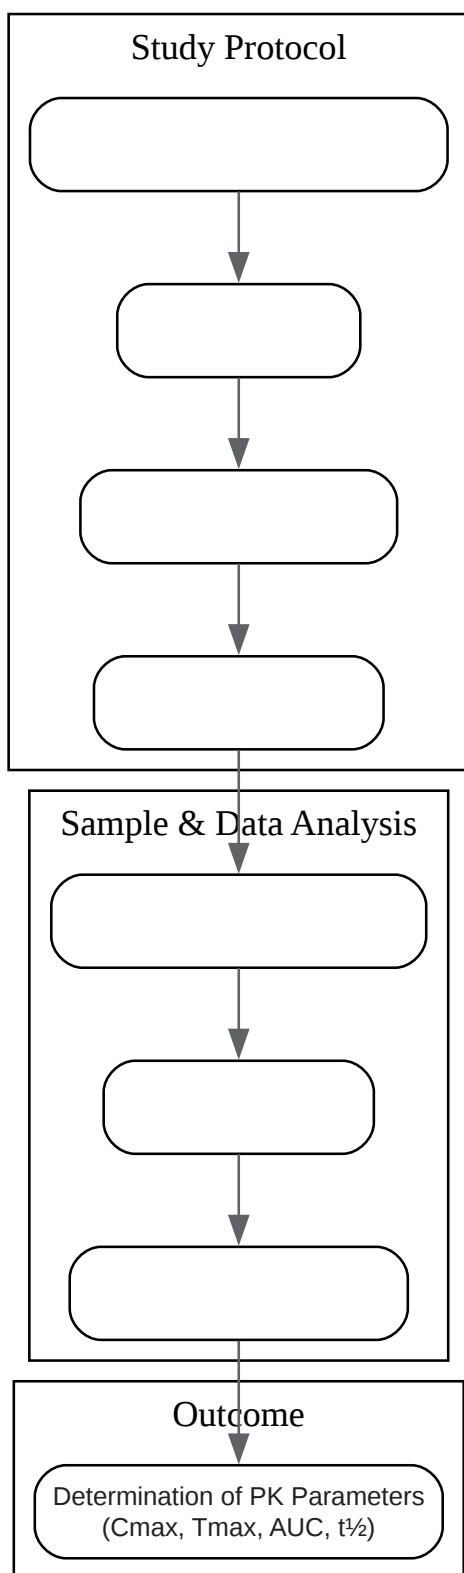 Study Protocol
Sample & Data Analysis
Outcome
Determination of PK Parameters
(Cmax, Tmax, AUC, t½)